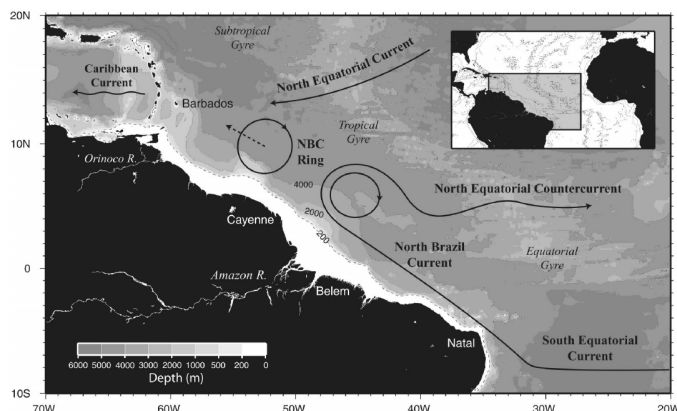 20N
Subtropical
Gyre
North Equatorial Current
Caribbean
Current
Barbados
Tropical
Gyre
10N
NBC
Ring
Orinoco R.
4000
North Equatorial Countercurrent
2000
Cayenne
200
North Brazil
Current
Equatorial
Gyre
0
Amazon R.
Belem
Natal
South Equatorial
Current
6000 5000 4000 3000 2000 1000 200 0
Depth (m)
10S
70W 60W 50W 40W 30W 20W